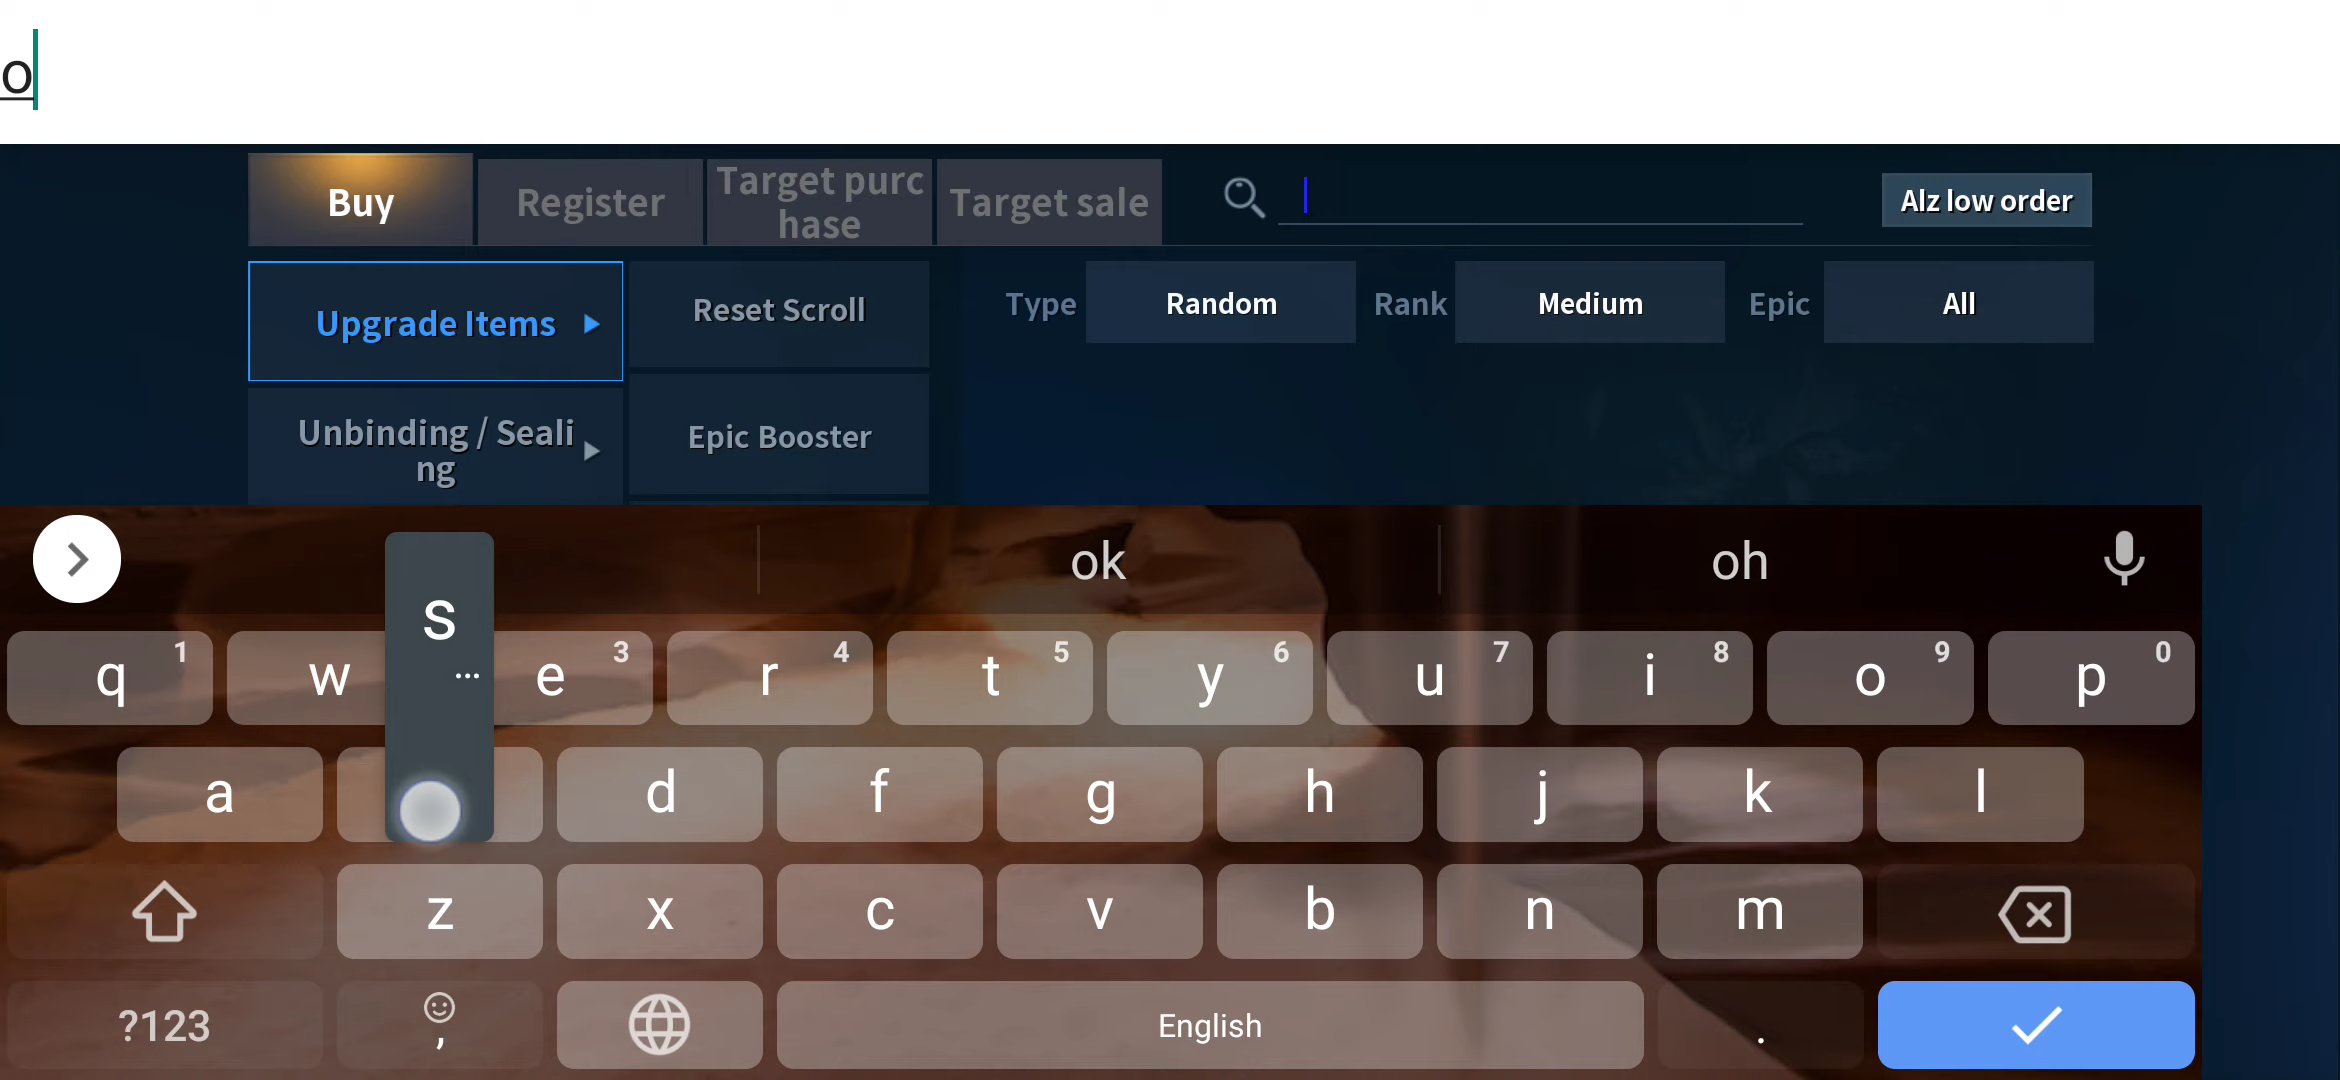 o
Buy
Register
Target purc
hase
Target sale
Alz low order
Upgrade Items
Reset Scroll
Type
Random
Rank
Medium
Epic
All
Unbinding / Seali
ng
Epic Booster
ok
oh
s
...
q 1
w
e 3
r 4
t 5
y 6
u 7
i 8
o 9
p 0
a
d
f
g
h
j
k
l
z
x
c
v
b
n
m
?123
,
English
.